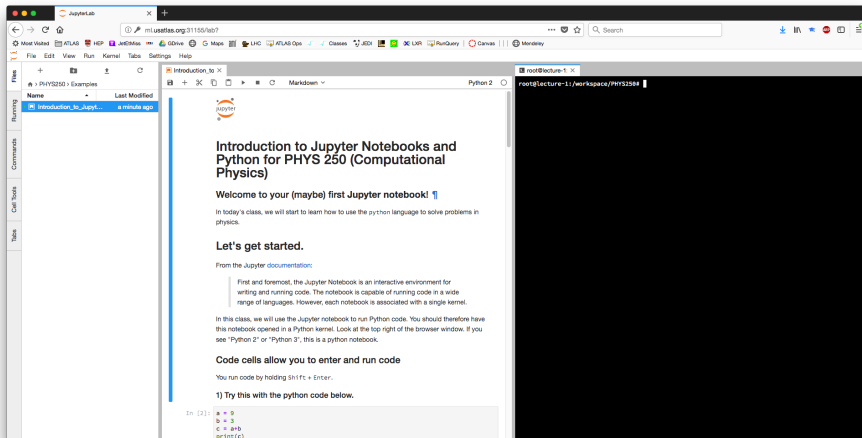 JupyterLab
ml.usatlas.org:31155/lab?
Search
Most Visited ATLAS HEP JetEtMiss GDrive G Maps LHC ATLAS Ops Classes JEDI LXR RunQuery Canvas Mendeley
File Edit View Run Kernel Tabs Settings Help
Files
Running
Commands
Cell Tools
Tabs
PHYS250 > Examples
Name Last Modified
Introduction_to_Jupyt... a minute ago
Introduction_to
Markdown Python 2
jupyter
Introduction to Jupyter Notebooks and
Python for PHYS 250 (Computational
Physics)
Welcome to your (maybe) first Jupyter notebook! ¶
In today's class, we will start to learn how to use the python language to solve problems in
physics.
Let's get started.
From the Jupyter documentation:
First and foremost, the Jupyter Notebook is an interactive environment for
writing and running code. The notebook is capable of running code in a wide
range of languages. However, each notebook is associated with a single kernel.
In this class, we will use the Jupyter notebook to run Python code. You should therefore have
this notebook opened in a Python kernel. Look at the top right of the browser window. If you
see "Python 2" or "Python 3", this is a python notebook.
Code cells allow you to enter and run code
You run code by holding Shift + Enter.
1) Try this with the python code below.
In [2]: a = 9
b = 3
c = a+b
print(c)
root@lecture-1:
root@lecture-1:/workspace/PHYS250#